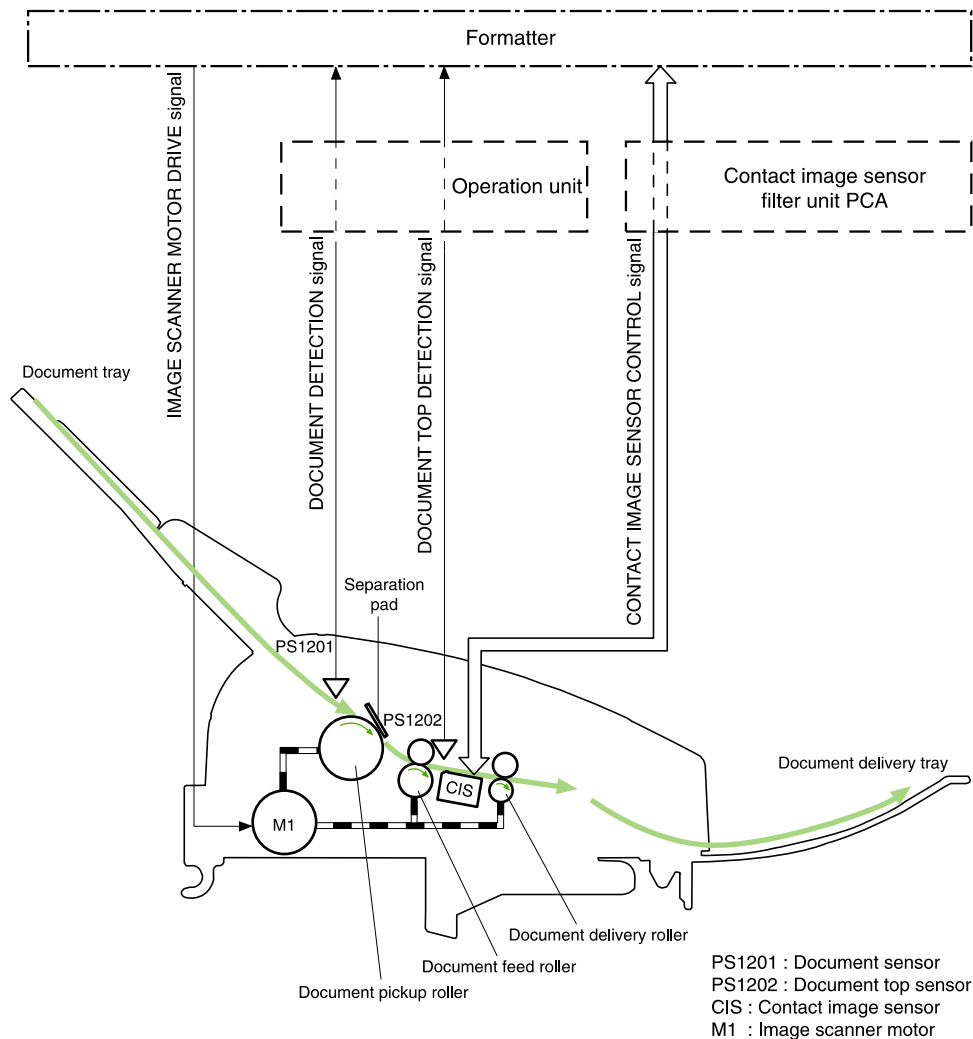 Formatter
IMAGE SCANNER MOTOR DRIVE signal
DOCUMENT DETECTION signal
DOCUMENT TOP DETECTION signal
CONTACT IMAGE SENSOR CONTROL signal
Operation unit
Contact image sensor
filter unit PCA
Document tray
Separation
pad
PS1201
PS1202
CIS
M1
Document delivery tray
Document delivery roller
Document feed roller
Document pickup roller
PS1201 : Document sensor
PS1202 : Document top sensor
CIS : Contact image sensor
M1 : Image scanner motor